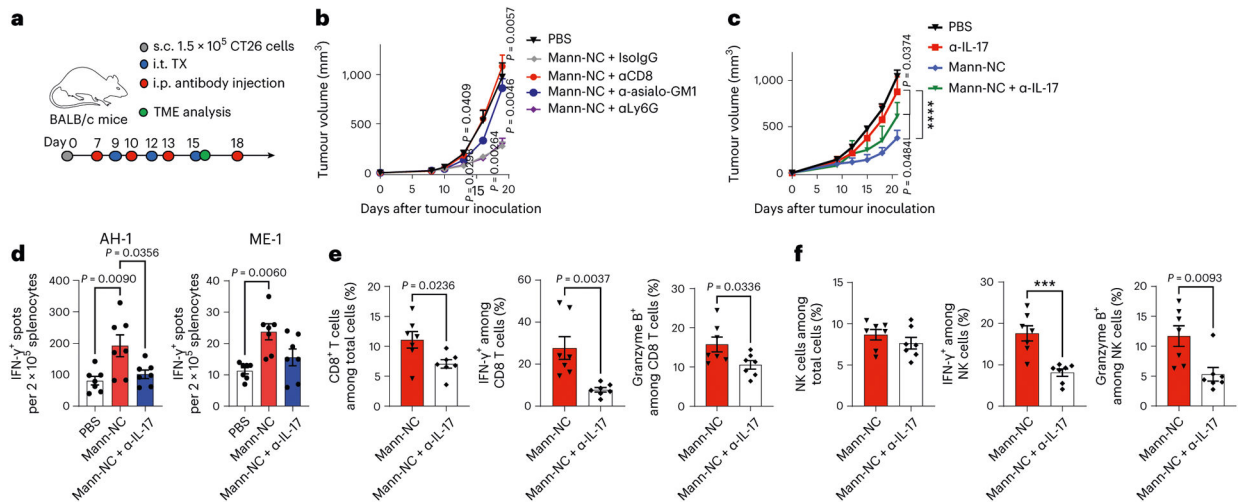 a
s.c. 1.5 × 10⁵ CT26 cells
i.t. TX
i.p. antibody injection
TME analysis
BALB/c mice
Day 0 7 9 10 12 13 15 18
b
Tumour volume (mm³)
1,000
500
0
0 5 10 15 20
Days after tumour inoculation
P = 0.0298
P = 0.0409
P = 0.00264
P = 0.0046
P = 0.0057
PBS
Mann-NC + IsoIgG
Mann-NC + αCD8
Mann-NC + α-asialo-GM1
Mann-NC + αLy6G
c
Tumour volume (mm³)
1,000
500
0
0 5 10 15 20
Days after tumour inoculation
P = 0.0374
P = 0.0484
****
PBS
α-IL-17
Mann-NC
Mann-NC + α-IL-17
d
AH-1
P = 0.0356
P = 0.0090
IFN-γ⁺ spots
per 2 × 10⁵ splenocytes
400
300
200
100
0
PBS
Mann-NC
Mann-NC + α-IL-17
ME-1
P = 0.0060
IFN-γ⁺ spots
per 2 × 10⁵ splenocytes
40
30
20
10
0
PBS
Mann-NC
Mann-NC + α-IL-17
e
P = 0.0236
CD8⁺ T cells
among total cells (%)
20
15
10
5
0
Mann-NC
Mann-NC + α-IL-17
P = 0.0037
IFN-γ⁺ among
CD8 T cells (%)
60
40
20
0
Mann-NC
Mann-NC + α-IL-17
P = 0.0336
Granzyme B⁺
among CD8 T cells (%)
30
20
10
0
Mann-NC
Mann-NC + α-IL-17
f
NK cells among
total cells (%)
15
10
5
0
Mann-NC
Mann-NC + α-IL-17
***
IFN-γ⁺ among
NK cells (%)
30
20
10
0
Mann-NC
Mann-NC + α-IL-17
P = 0.0093
Granzyme B⁺
among NK cells (%)
20
15
10
5
0
Mann-NC
Mann-NC + α-IL-17